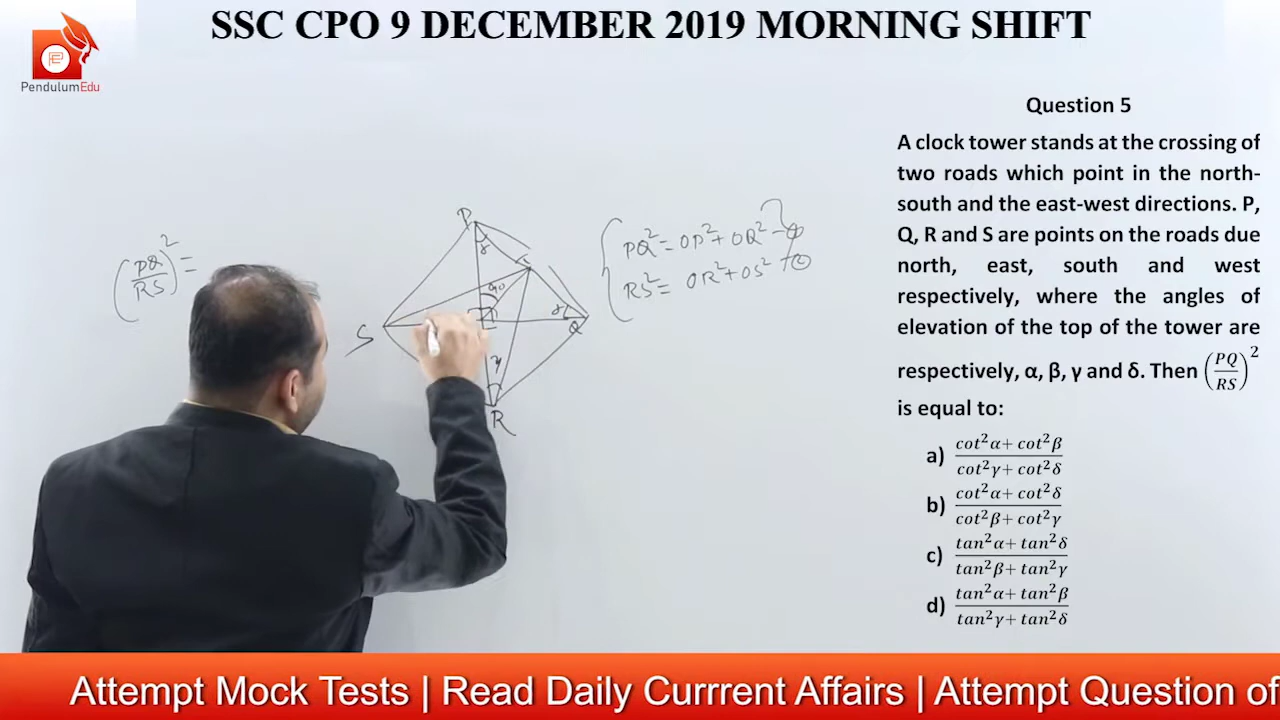 SSC CPO 9 DECEMBER 2019 MORNING SHIFT
PendulumEdu
Question 5
A clock tower stands at the crossing of
two roads which point in the north-
south and the east-west directions. P,
Q, R and S are points on the roads due
north, east, south and west
respectively, where the angles of
elevation of the top of the tower are
respectively, α, β, γ and δ. Then (PQ/RS)²
is equal to:
a) cot²α+ cot²β / cot²γ+ cot²δ
b) cot²α+ cot²δ / cot²β+ cot²γ
c) tan²α+ tan²δ / tan²β+ tan²γ
d) tan²α+ tan²β / tan²γ+ tan²δ
(PQ/RS)² =
P
S
Q
R
PQ² = OP² + OQ²
RS² = OR² + OS²
Attempt Mock Tests | Read Daily Currrent Affairs | Attempt Question of